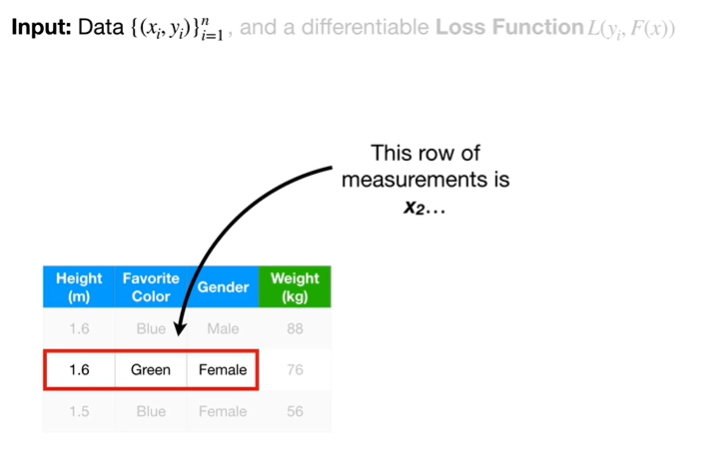 Input: Data {(xᵢ, yᵢ)}ⁿᵢ₌₁, and a differentiable Loss Function L(yᵢ, F(x))
This row of
measurements is
x₂...
Height (m) Favorite Color Gender Weight (kg)
1.6 Blue Male 88
1.6 Green Female 76
1.5 Blue Female 56